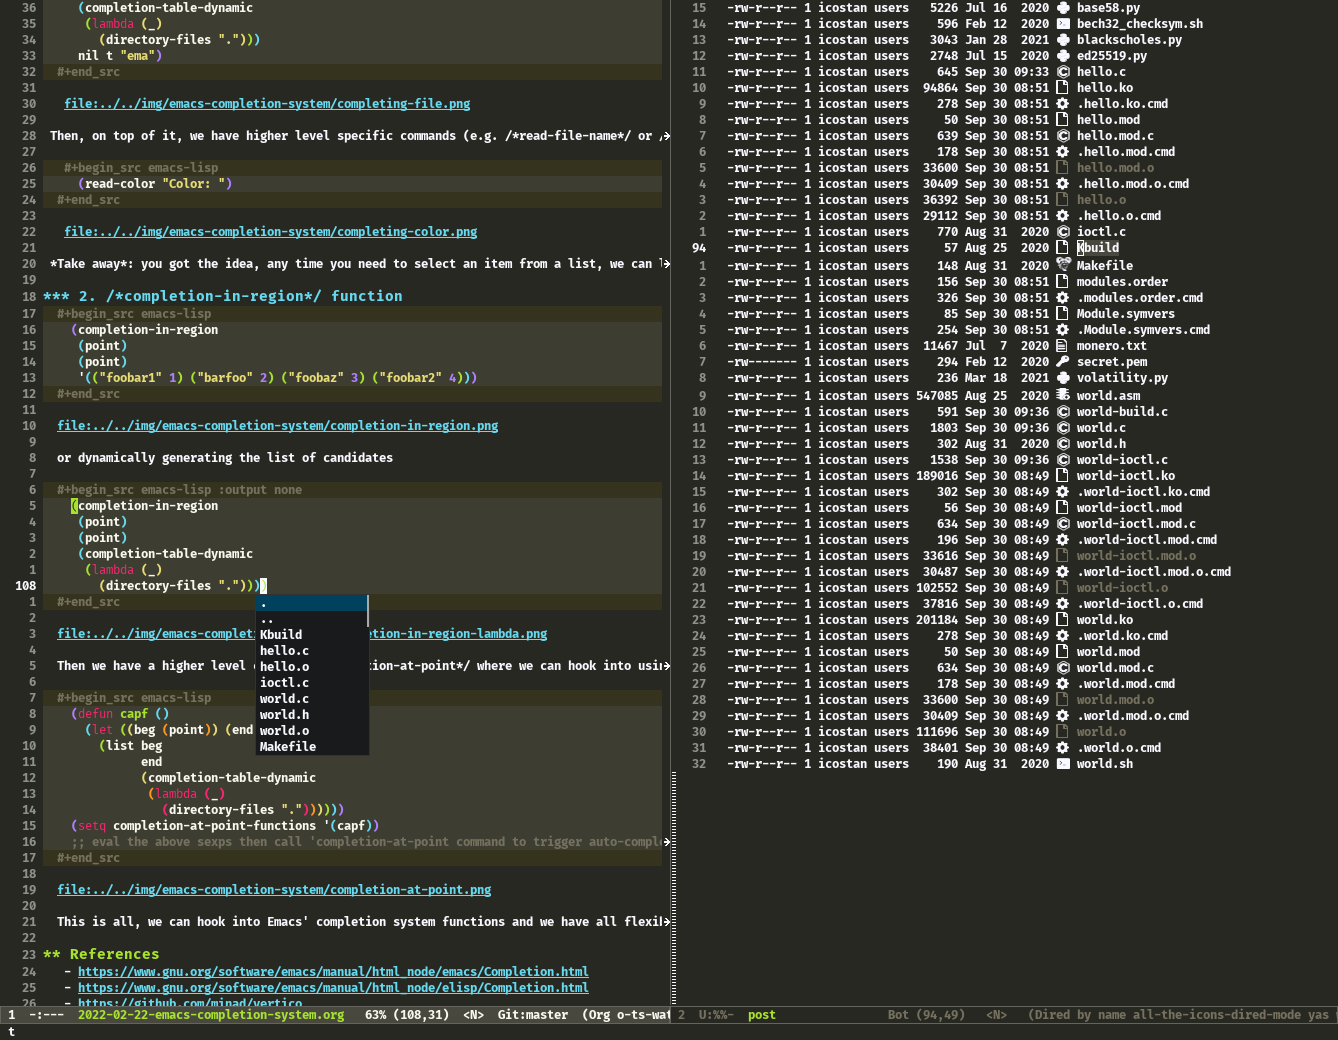 36 (completion-table-dynamic
35 (lambda (_)
34 (directory-files ".")))
33 nil t "ema")
32 #+end_src
31
30 file:../../img/emacs-completion-system/completing-file.png
29
28 Then, on top of it, we have higher level specific commands (e.g. /*read-file-name*/ or /
27
26 #+begin_src emacs-lisp
25 (read-color "Color: ")
24 #+end_src
23
22 file:../../img/emacs-completion-system/completing-color.png
21
20 *Take away*: you got the idea, any time you need to select an item from a list, we can
19
18 *** 2. /*completion-in-region*/ function
17 #+begin_src emacs-lisp
16 (completion-in-region
15 (point)
14 (point)
13 '(("foobar1" 1) ("barfoo" 2) ("foobaz" 3) ("foobar2" 4)))
12 #+end_src
11
10 file:../../img/emacs-completion-system/completion-in-region.png
9
8 or dynamically generating the list of candidates
7
6 #+begin_src emacs-lisp :output none
5 (completion-in-region
4 (point)
3 (point)
2 (completion-table-dynamic
1 (lambda (_)
108 (directory-files "."))))
1 #+end_src
2
3 file:../../img/emacs-complet etion-in-region-lambda.png
4
5 Then we have a higher level ion-at-point*/ where we can hook into usin
6
7 #+begin_src emacs-lisp
8 (defun capf ()
9 (let ((beg (point)) (end
10 (list beg
11 end
12 (completion-table-dynamic
13 (lambda (_)
14 (directory-files "."))))))
15 (setq completion-at-point-functions '(capf))
16 ;; eval the above sexps then call 'completion-at-point command to trigger auto-comple
17 #+end_src
18
19 file:../../img/emacs-completion-system/completion-at-point.png
20
21 This is all, we can hook into Emacs' completion system functions and we have all flexib
22
23 ** References
24 - https://www.gnu.org/software/emacs/manual/html_node/emacs/Completion.html
25 - https://www.gnu.org/software/emacs/manual/html_node/elisp/Completion.html
26 - https://github.com/minad/vertico
.
..
Kbuild
hello.c
hello.o
ioctl.c
world.c
world.h
world.o
Makefile
1 -:--- 2022-02-22-emacs-completion-system.org 63% (108,31) <N> Git:master (Org o-ts-wat
t
15 -rw-r--r-- 1 icostan users 5226 Jul 16 2020 base58.py
14 -rw-r--r-- 1 icostan users 596 Feb 12 2020 bech32_checksym.sh
13 -rw-r--r-- 1 icostan users 3043 Jan 28 2021 blackscholes.py
12 -rw-r--r-- 1 icostan users 2748 Jul 15 2020 ed25519.py
11 -rw-r--r-- 1 icostan users 645 Sep 30 09:33 hello.c
10 -rw-r--r-- 1 icostan users 94864 Sep 30 08:51 hello.ko
9 -rw-r--r-- 1 icostan users 278 Sep 30 08:51 .hello.ko.cmd
8 -rw-r--r-- 1 icostan users 50 Sep 30 08:51 hello.mod
7 -rw-r--r-- 1 icostan users 639 Sep 30 08:51 hello.mod.c
6 -rw-r--r-- 1 icostan users 178 Sep 30 08:51 .hello.mod.cmd
5 -rw-r--r-- 1 icostan users 33600 Sep 30 08:51 hello.mod.o
4 -rw-r--r-- 1 icostan users 30409 Sep 30 08:51 .hello.mod.o.cmd
3 -rw-r--r-- 1 icostan users 36392 Sep 30 08:51 hello.o
2 -rw-r--r-- 1 icostan users 29112 Sep 30 08:51 .hello.o.cmd
1 -rw-r--r-- 1 icostan users 770 Aug 31 2020 ioctl.c
94 -rw-r--r-- 1 icostan users 57 Aug 25 2020 Kbuild
1 -rw-r--r-- 1 icostan users 148 Aug 31 2020 Makefile
2 -rw-r--r-- 1 icostan users 156 Sep 30 08:51 modules.order
3 -rw-r--r-- 1 icostan users 326 Sep 30 08:51 .modules.order.cmd
4 -rw-r--r-- 1 icostan users 85 Sep 30 08:51 Module.symvers
5 -rw-r--r-- 1 icostan users 254 Sep 30 08:51 .Module.symvers.cmd
6 -rw-r--r-- 1 icostan users 11467 Jul 7 2020 monero.txt
7 -rw------- 1 icostan users 294 Feb 12 2020 secret.pem
8 -rw-r--r-- 1 icostan users 236 Mar 18 2021 volatility.py
9 -rw-r--r-- 1 icostan users 547085 Aug 25 2020 world.asm
10 -rw-r--r-- 1 icostan users 591 Sep 30 09:36 world-build.c
11 -rw-r--r-- 1 icostan users 1803 Sep 30 09:36 world.c
12 -rw-r--r-- 1 icostan users 302 Aug 31 2020 world.h
13 -rw-r--r-- 1 icostan users 1538 Sep 30 09:36 world-ioctl.c
14 -rw-r--r-- 1 icostan users 189016 Sep 30 08:49 world-ioctl.ko
15 -rw-r--r-- 1 icostan users 302 Sep 30 08:49 .world-ioctl.ko.cmd
16 -rw-r--r-- 1 icostan users 56 Sep 30 08:49 world-ioctl.mod
17 -rw-r--r-- 1 icostan users 634 Sep 30 08:49 world-ioctl.mod.c
18 -rw-r--r-- 1 icostan users 196 Sep 30 08:49 .world-ioctl.mod.cmd
19 -rw-r--r-- 1 icostan users 33616 Sep 30 08:49 world-ioctl.mod.o
20 -rw-r--r-- 1 icostan users 30487 Sep 30 08:49 .world-ioctl.mod.o.cmd
21 -rw-r--r-- 1 icostan users 102552 Sep 30 08:49 world-ioctl.o
22 -rw-r--r-- 1 icostan users 37816 Sep 30 08:49 .world-ioctl.o.cmd
23 -rw-r--r-- 1 icostan users 201184 Sep 30 08:49 world.ko
24 -rw-r--r-- 1 icostan users 278 Sep 30 08:49 .world.ko.cmd
25 -rw-r--r-- 1 icostan users 50 Sep 30 08:49 world.mod
26 -rw-r--r-- 1 icostan users 634 Sep 30 08:49 world.mod.c
27 -rw-r--r-- 1 icostan users 178 Sep 30 08:49 .world.mod.cmd
28 -rw-r--r-- 1 icostan users 33600 Sep 30 08:49 world.mod.o
29 -rw-r--r-- 1 icostan users 30409 Sep 30 08:49 .world.mod.o.cmd
30 -rw-r--r-- 1 icostan users 111696 Sep 30 08:49 world.o
31 -rw-r--r-- 1 icostan users 38401 Sep 30 08:49 .world.o.cmd
32 -rw-r--r-- 1 icostan users 190 Aug 31 2020 world.sh
2 U:%%- post Bot (94,49) <N> (Dired by name all-the-icons-dired-mode yas